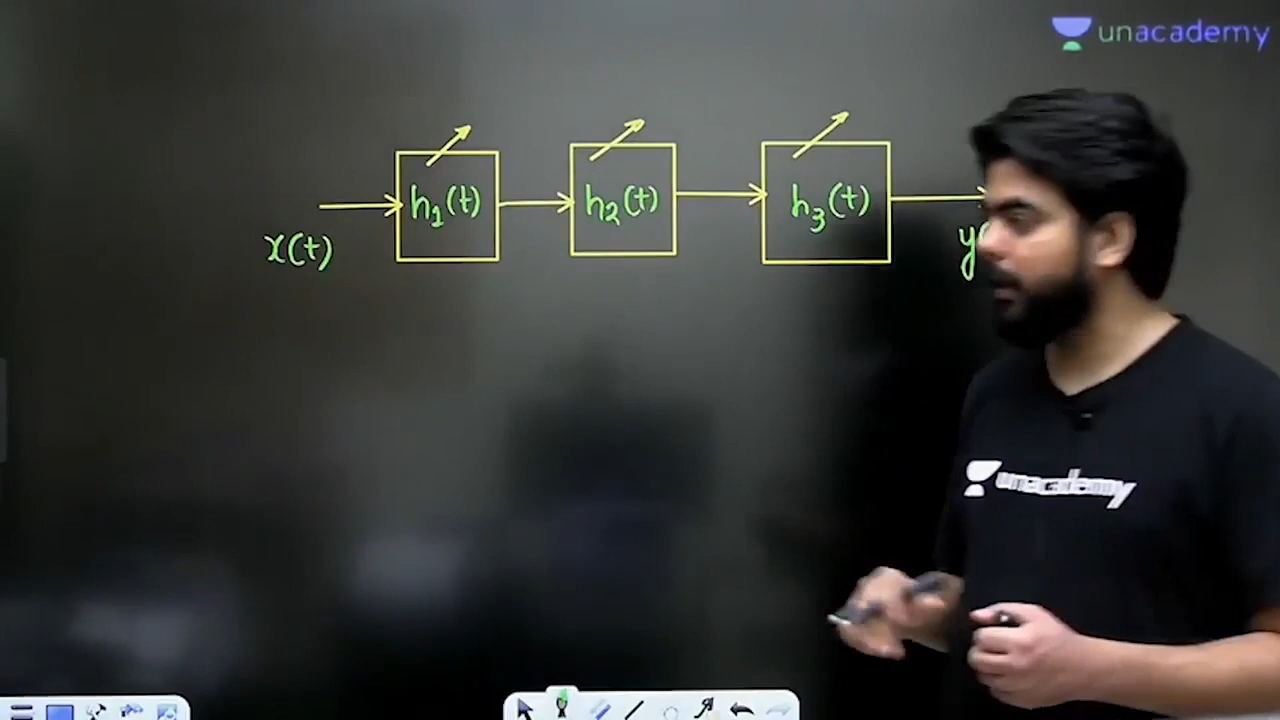 unacademy
h₁(t) h₂(t) h₃(t)
x(t) y(
unacademy